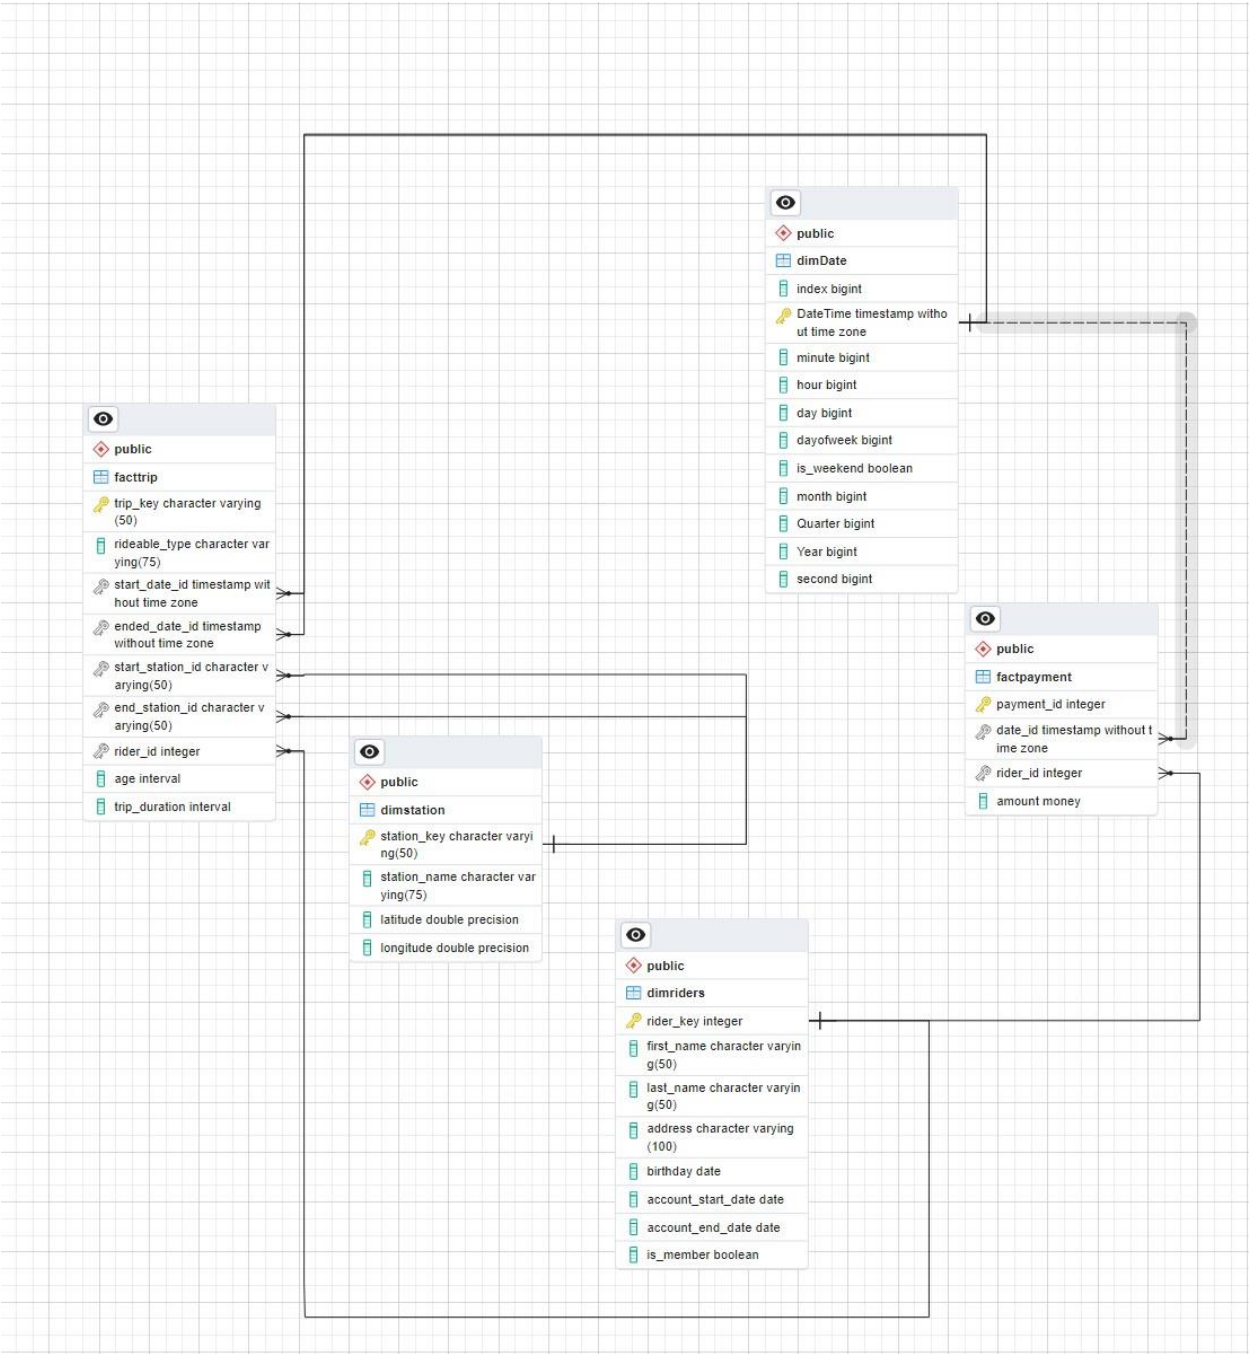 public
dimDate
index bigint
DateTime timestamp witho
ut time zone
minute bigint
hour bigint
day bigint
dayofweek bigint
is_weekend boolean
month bigint
Quarter bigint
Year bigint
second bigint
public
facttrip
trip_key character varying
(50)
rideable_type character var
ying(75)
start_date_id timestamp wit
hout time zone
ended_date_id timestamp
without time zone
start_station_id character v
arying(50)
end_station_id character v
arying(50)
rider_id integer
age interval
trip_duration interval
public
factpayment
payment_id integer
date_id timestamp without t
ime zone
rider_id integer
amount money
public
dimstation
station_key character varyi
ng(50)
station_name character var
ying(75)
latitude double precision
longitude double precision
public
dimriders
rider_key integer
first_name character varyin
g(50)
last_name character varyin
g(50)
address character varying
(100)
birthday date
account_start_date date
account_end_date date
is_member boolean